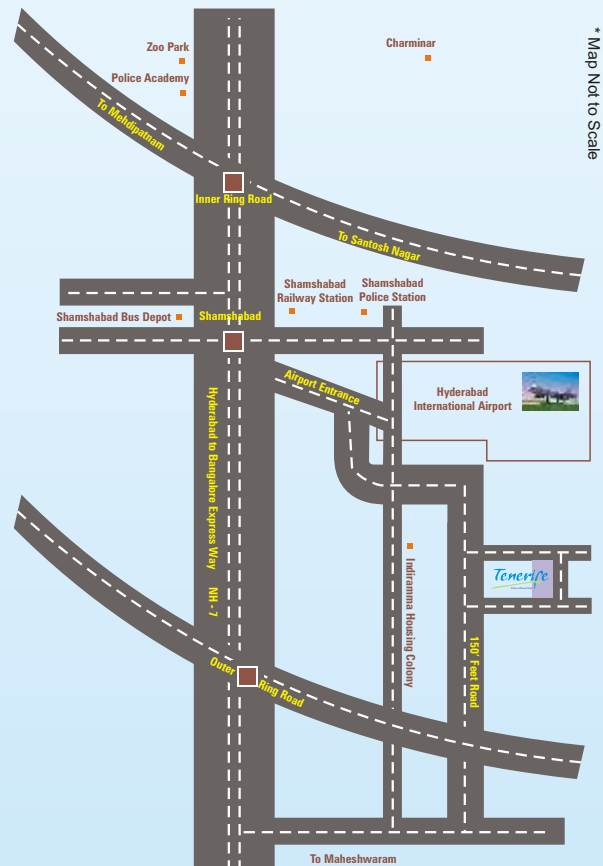 * Map Not to Scale
Zoo Park
Charminar
Police Academy
To Mehdipatnam
Inner Ring Road
To Santosh Nagar
Shamshabad
Railway Station
Shamshabad
Police Station
Shamshabad Bus Depot
Shamshabad
Airport Entrance
Hyderabad
International Airport
Hyderabad to Bangalore Express Way NH - 7
Indiramma Housing Colony
Tenerife
150' Feet Road
Outer
Ring Road
To Maheshwaram